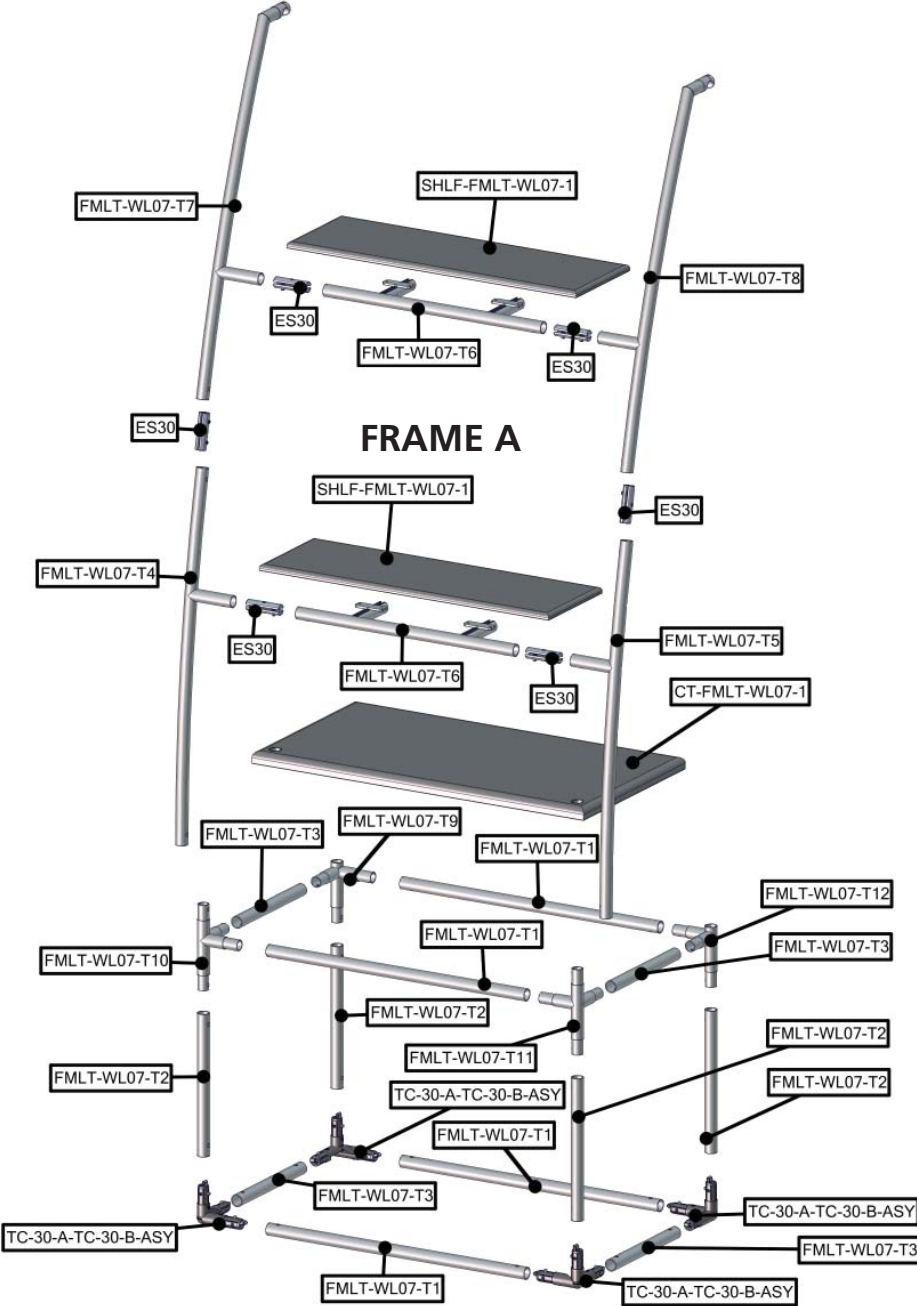 FMLT-WL07-T7
SHLF-FMLT-WL07-1
FMLT-WL07-T8
ES30
FMLT-WL07-T6
ES30
ES30
FRAME A
SHLF-FMLT-WL07-1
ES30
FMLT-WL07-T4
ES30
FMLT-WL07-T6
ES30
FMLT-WL07-T5
CT-FMLT-WL07-1
FMLT-WL07-T3
FMLT-WL07-T9
FMLT-WL07-T1
FMLT-WL07-T12
FMLT-WL07-T1
FMLT-WL07-T3
FMLT-WL07-T10
FMLT-WL07-T2
FMLT-WL07-T11
FMLT-WL07-T2
FMLT-WL07-T2
FMLT-WL07-T2
TC-30-A-TC-30-B-ASY
FMLT-WL07-T1
FMLT-WL07-T3
TC-30-A-TC-30-B-ASY
TC-30-A-TC-30-B-ASY
FMLT-WL07-T3
FMLT-WL07-T1
TC-30-A-TC-30-B-ASY